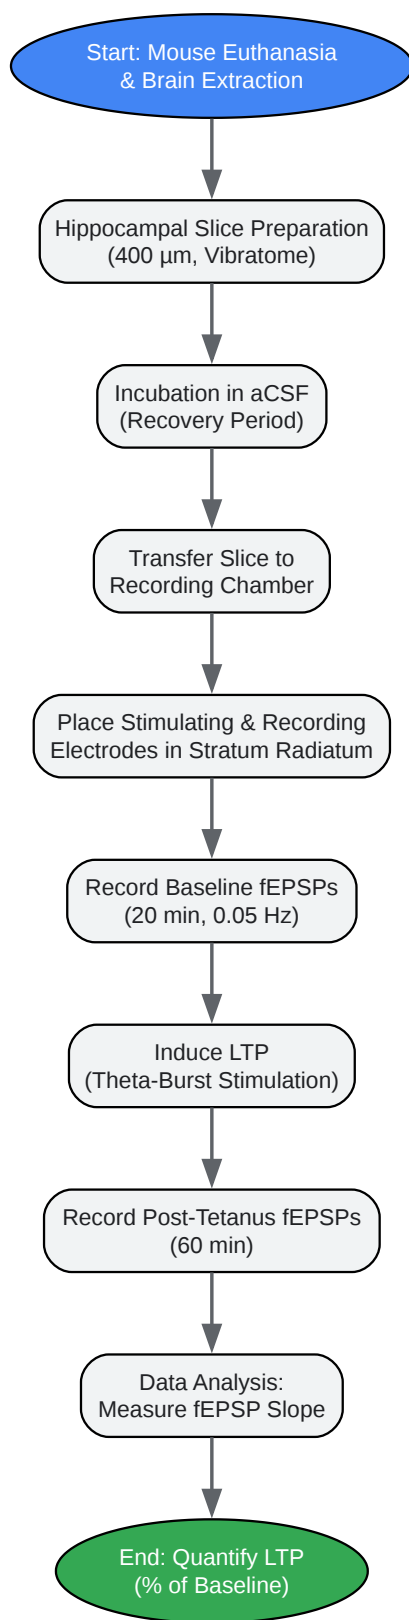 Start: Mouse Euthanasia
& Brain Extraction
Hippocampal Slice Preparation
(400 µm, Vibratome)
Incubation in aCSF
(Recovery Period)
Transfer Slice to
Recording Chamber
Place Stimulating & Recording
Electrodes in Stratum Radiatum
Record Baseline fEPSPs
(20 min, 0.05 Hz)
Induce LTP
(Theta-Burst Stimulation)
Record Post-Tetanus fEPSPs
(60 min)
Data Analysis:
Measure fEPSP Slope
End: Quantify LTP
(% of Baseline)